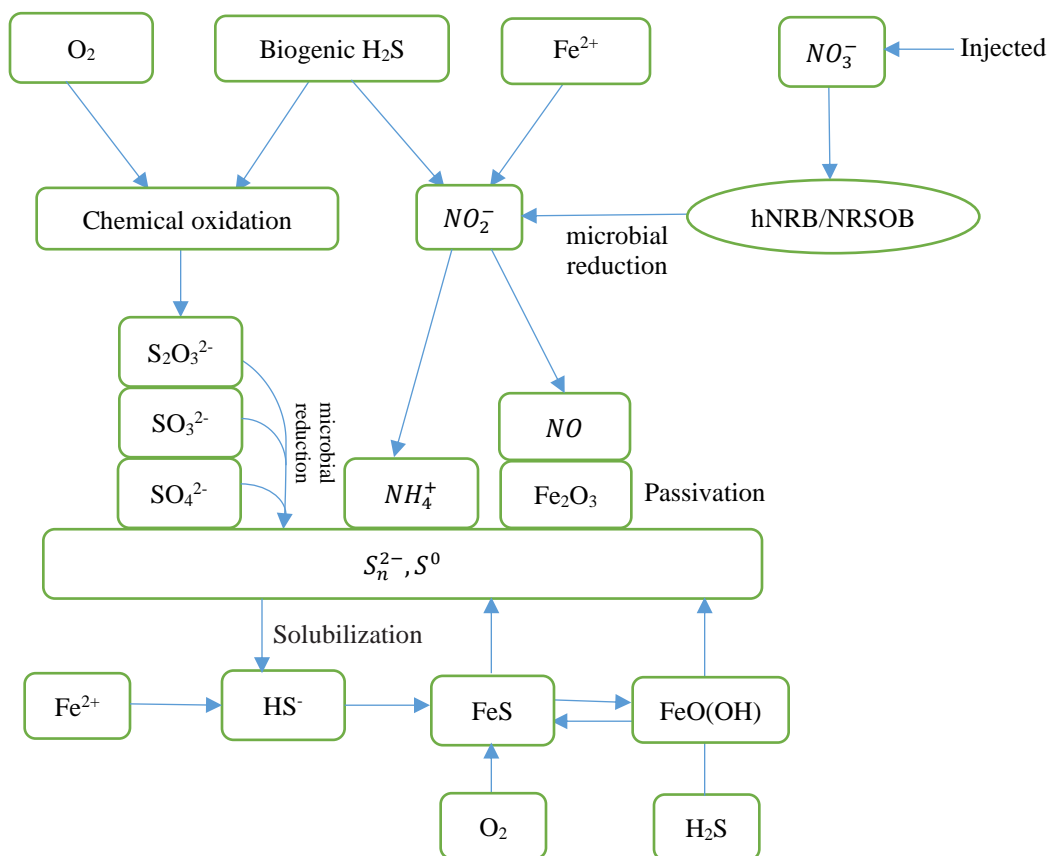 O₂
Biogenic H₂S
Fe²⁺
NO₃⁻
Injected
Chemical oxidation
NO₂⁻
hNRB/NRSOB
microbial
reduction
S₂O₃²⁻
SO₃²⁻
SO₄²⁻
microbial
reduction
NO
NH₄⁺
Fe₂O₃
Passivation
Sₙ²⁻, S⁰
Solubilization
Fe²⁺
HS⁻
FeS
FeO(OH)
O₂
H₂S